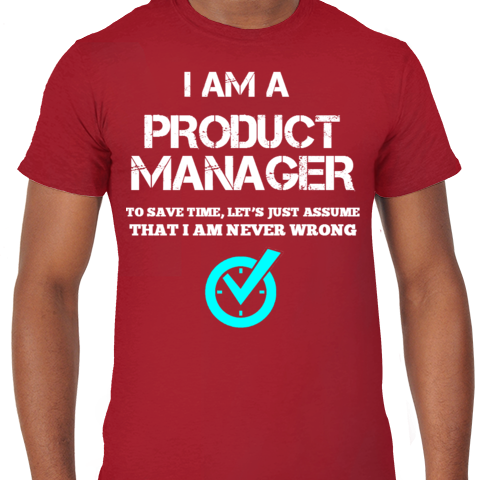 I AM A
PRODUCT
MANAGER
TO SAVE TIME, LET'S JUST ASSUME
THAT I AM NEVER WRONG